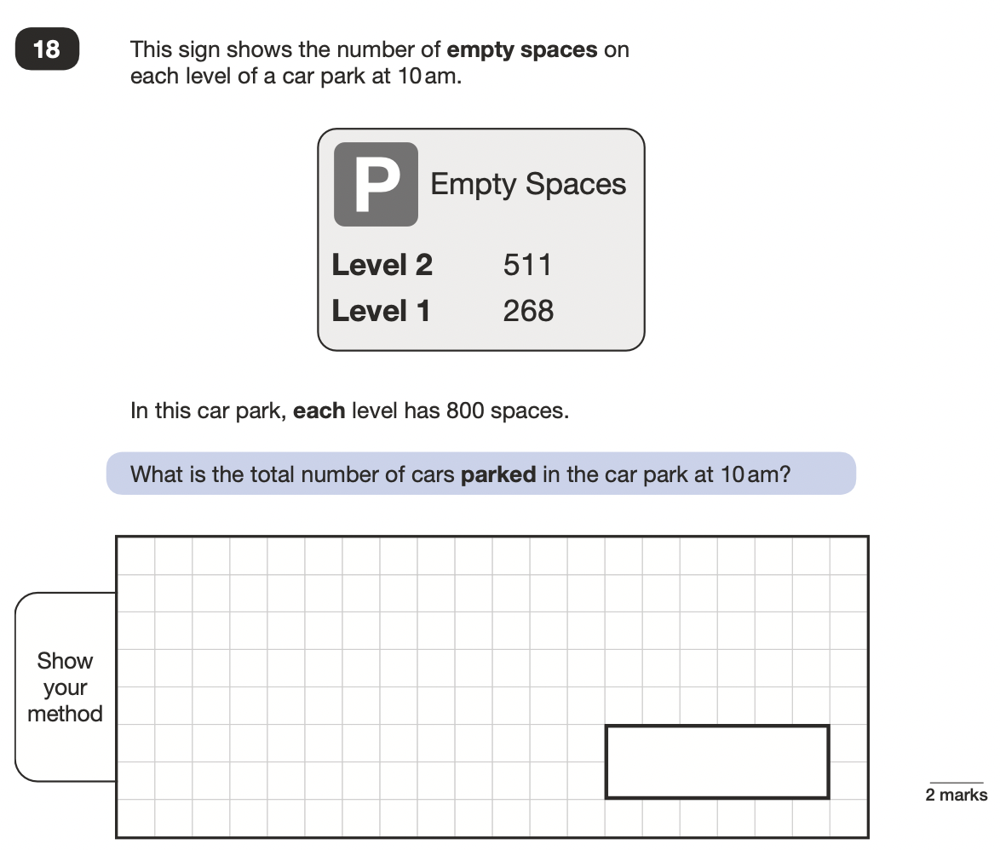 18
This sign shows the number of empty spaces on
each level of a car park at 10 am.
P
Empty Spaces
Level 2 511
Level 1 268
In this car park, each level has 800 spaces.
What is the total number of cars parked in the car park at 10 am?
Show
your
method
2 marks